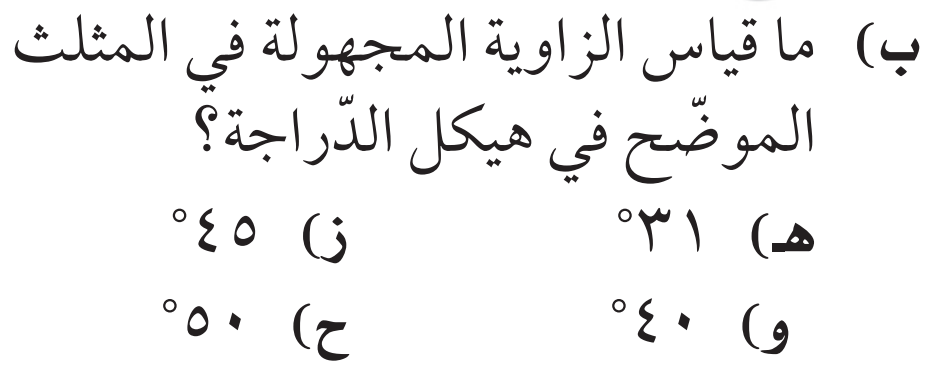 ب) ما قياس الزاوية المجهولة في المثلث
الموضّح في هيكل الدّراجة؟
هـ) ٣١° ز) ٤٥°
و) ٤٠° ح) ٥٠°